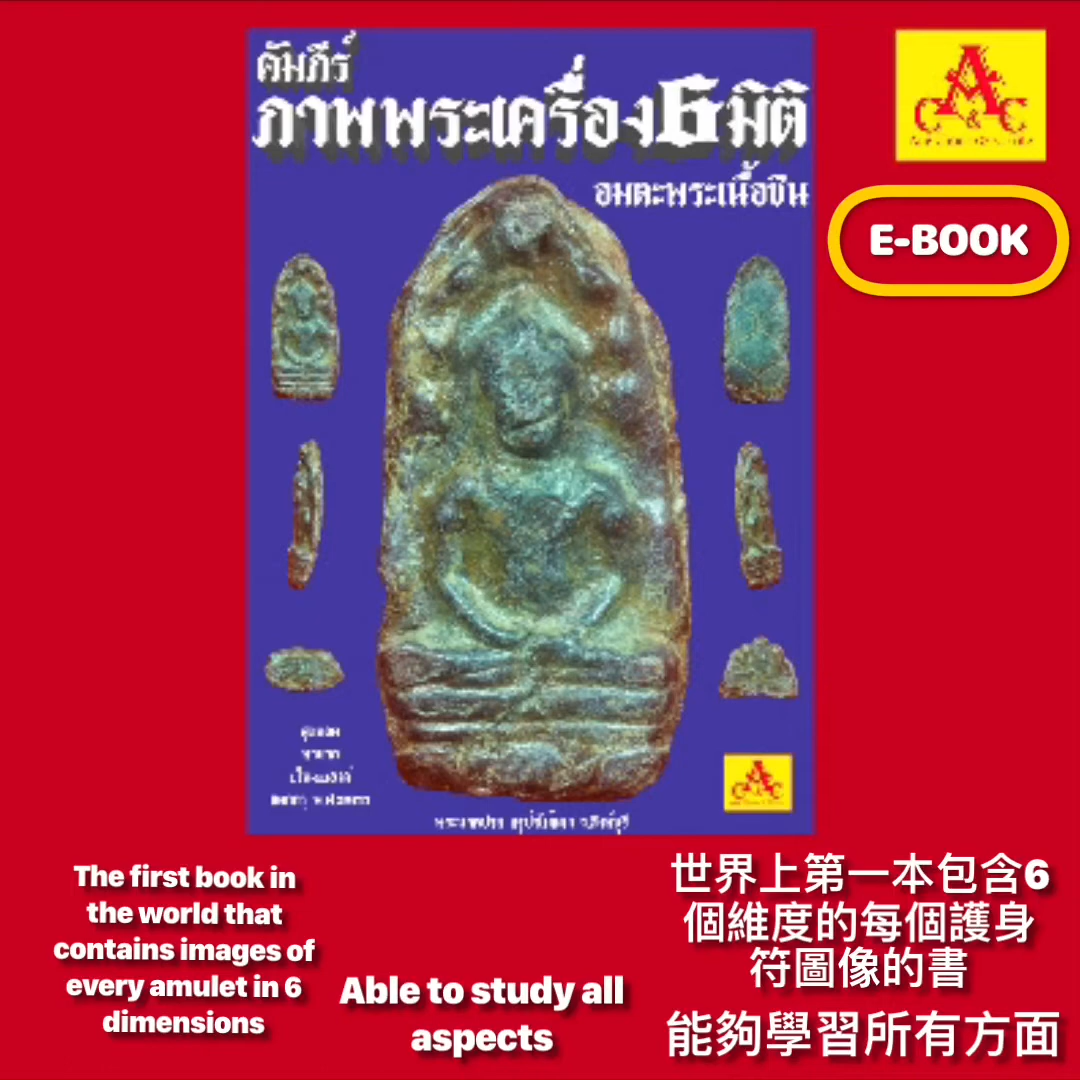 คัมภีร์
ภาพพระเครื่อง6มิติ
อมตะพระเนื้อชิน
A
C & C
E-BOOK
A
C & C
The first book in
the world that
contains images of
every amulet in 6
dimensions
Able to study all
aspects
世界上第一本包含6
個維度的每個護身
符圖像的書
能夠學習所有方面